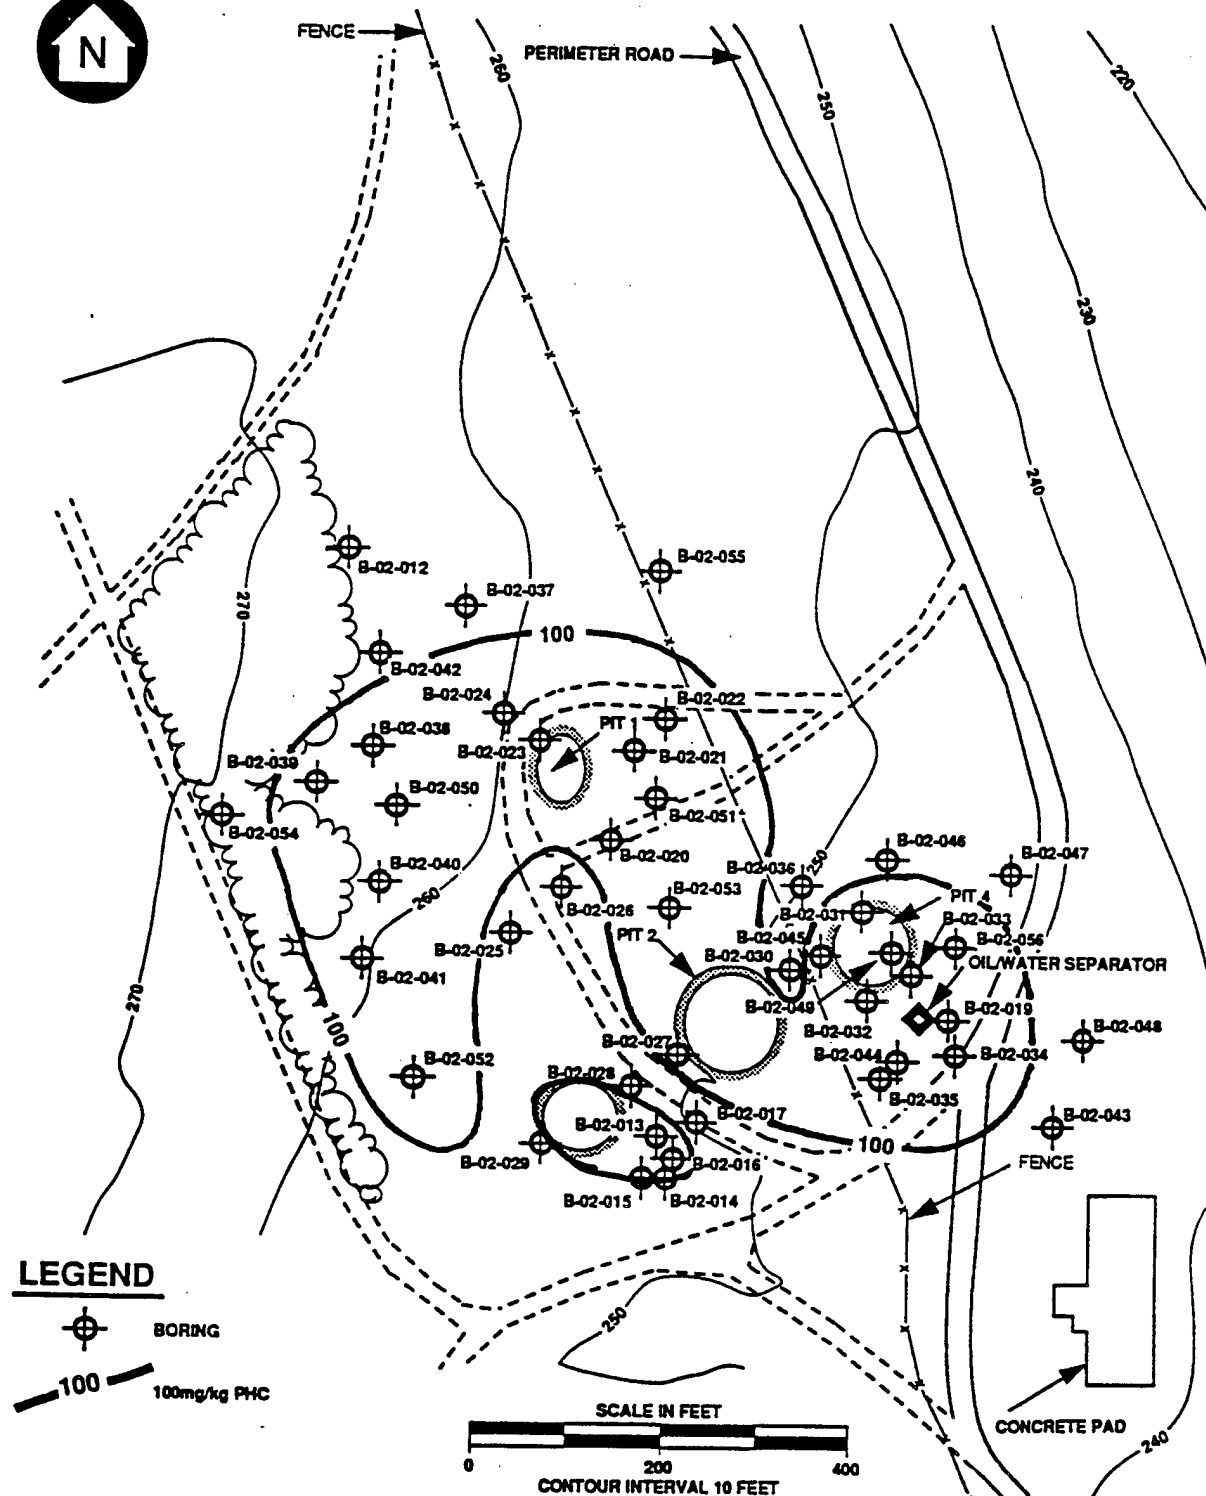 N
FENCE
260
PERIMETER ROAD
250
220
230
240
270
B-02-012
B-02-037
B-02-055
100
B-02-042
B-02-024
B-02-022
B-02-038
B-02-023
PIT 1
B-02-021
B-02-039
B-02-050
B-02-051
B-02-054
B-02-020
B-02-036
250
B-02-046
B-02-047
B-02-040
260
B-02-026
B-02-053
B-02-031
PIT 4
B-02-033
B-02-025
PIT 2
B-02-045
B-02-056
B-02-030
OIL/WATER SEPARATOR
B-02-041
270
100
B-02-049
B-02-032
B-02-019
B-02-048
B-02-027
B-02-044
B-02-034
B-02-052
B-02-028
B-02-035
B-02-017
B-02-013
B-02-043
100
B-02-029
B-02-016
FENCE
B-02-015
B-02-014
LEGEND
BORING
250
100
100mg/kg PHC
SCALE IN FEET
CONCRETE PAD
240
0
200
400
CONTOUR INTERVAL 10 FEET